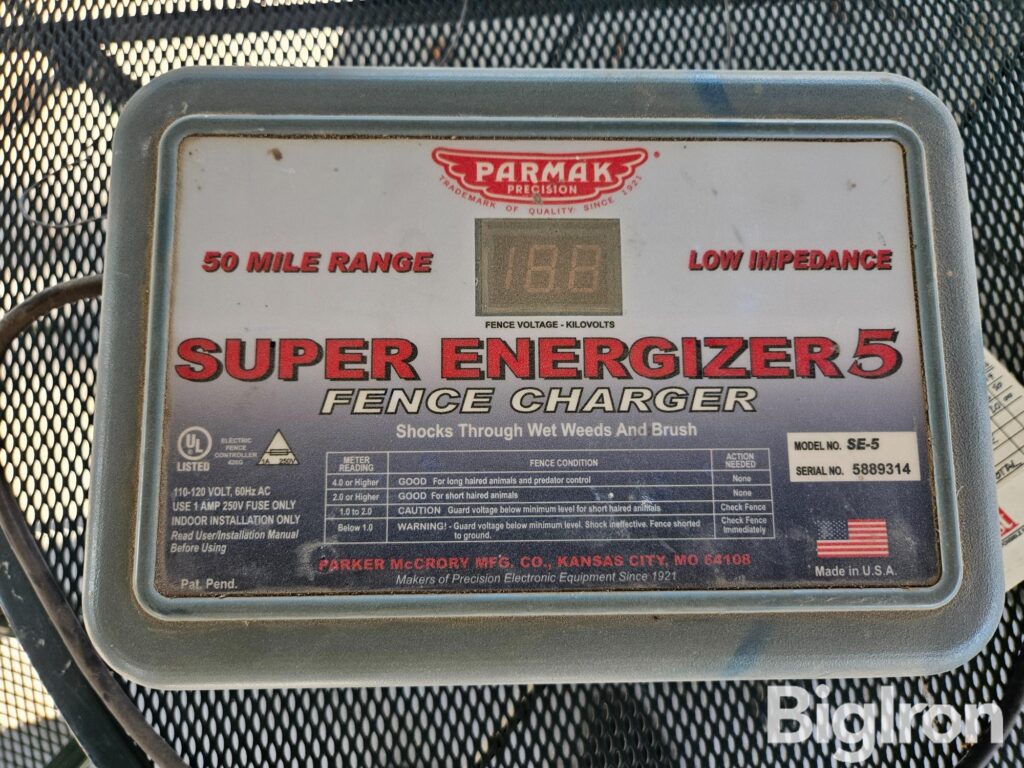 PARMAK
PRECISION
TRADEMARK OF QUALITY SINCE 1921
188
50 MILE RANGE
LOW IMPEDANCE
FENCE VOLTAGE - KILOVOLTS
SUPER ENERGIZER 5
FENCE CHARGER
Shocks Through Wet Weeds And Brush
UL
LISTED
ELECTRIC
FENCE
CONTROLLER
1A 250V
MODEL NO. SE-5
SERIAL NO. 5889314
110-120 VOLT, 60Hz AC
USE 1 AMP 250V FUSE ONLY
INDOOR INSTALLATION ONLY
Read User/Installation Manual
Before Using
METER READING FENCE CONDITION ACTION NEEDED
4.0 or Higher GOOD For long haired animals and predator control None
2.0 or Higher GOOD For short haired animals None
1.0 to 2.0 CAUTION Guard voltage below minimum level for short haired animals Check Fence
Below 1.0 WARNING! - Guard voltage below minimum level. Shock ineffective. Fence shorted to ground. Check Fence Immediately
PARKER McCRORY MFG. CO., KANSAS CITY, MO 64108
Makers of Precision Electronic Equipment Since 1921
Pat. Pend.
Made in U.S.A.
BigIron